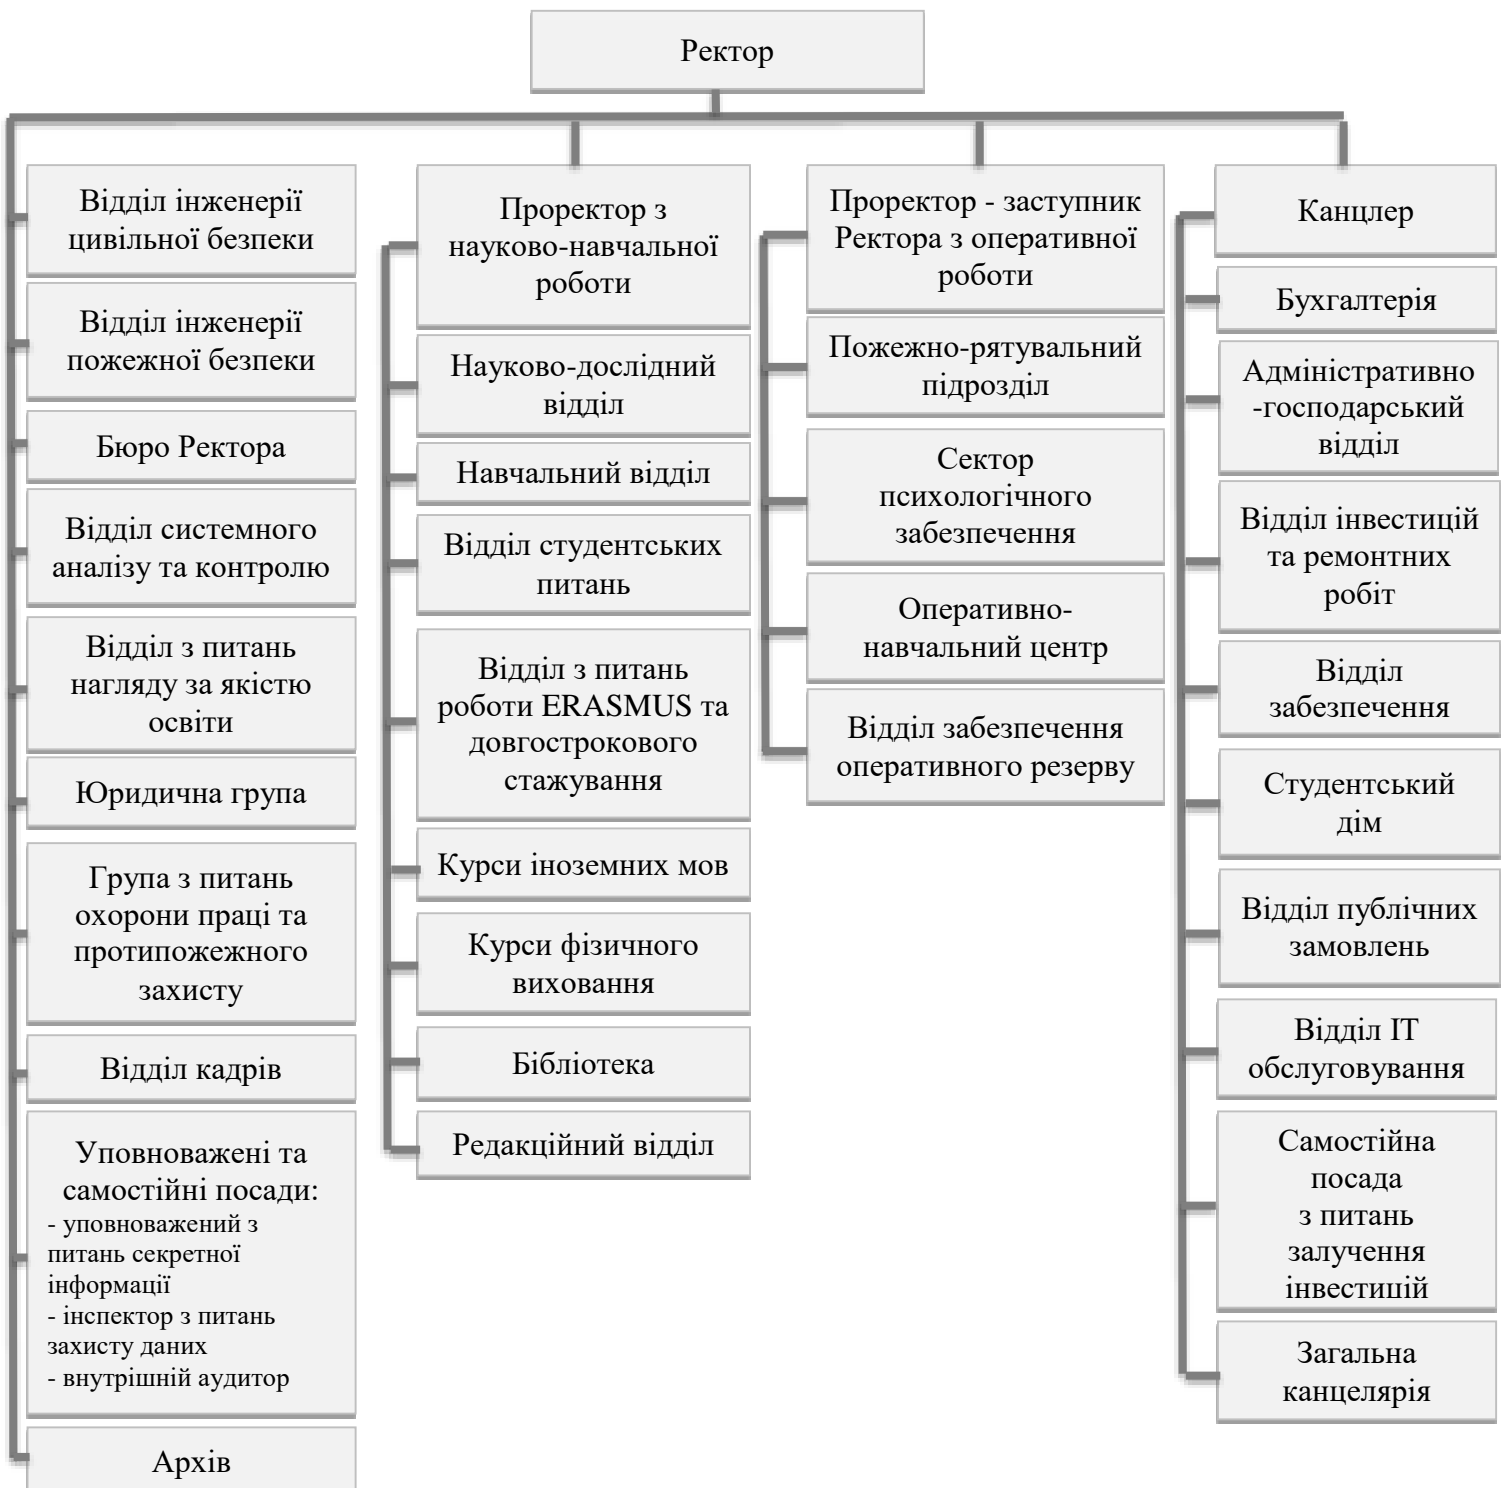 Ректор
Відділ інженерії
цивільної безпеки
Відділ інженерії
пожежної безпеки
Бюро Ректора
Відділ системного
аналізу та контролю
Відділ з питань
нагляду за якістю
освіти
Юридична група
Група з питань
охорони праці та
протипожежного
захисту
Відділ кадрів
Уповноважені та
самостійні посади:
- уповноважений з
питань секретної
інформації
- інспектор з питань
захисту даних
- внутрішній аудитор
Архів
Проректор з
науково-навчальної
роботи
Науково-дослідний
відділ
Навчальний відділ
Відділ студентських
питань
Відділ з питань
роботи ERASMUS та
довгострокового
стажування
Курси іноземних мов
Курси фізичного
виховання
Бібліотека
Редакційний відділ
Проректор - заступник
Ректора з оперативної
роботи
Пожежно-рятувальний
підрозділ
Сектор
психологічного
забезпечення
Оперативно-
навчальний центр
Відділ забезпечення
оперативного резерву
Канцлер
Бухгалтерія
Адміністративно
-господарський
відділ
Відділ інвестицій
та ремонтних
робіт
Відділ
забезпечення
Студентський
дім
Відділ публічних
замовлень
Відділ ІТ
обслуговування
Самостійна
посада
з питань
залучення
інвестицій
Загальна
канцелярія